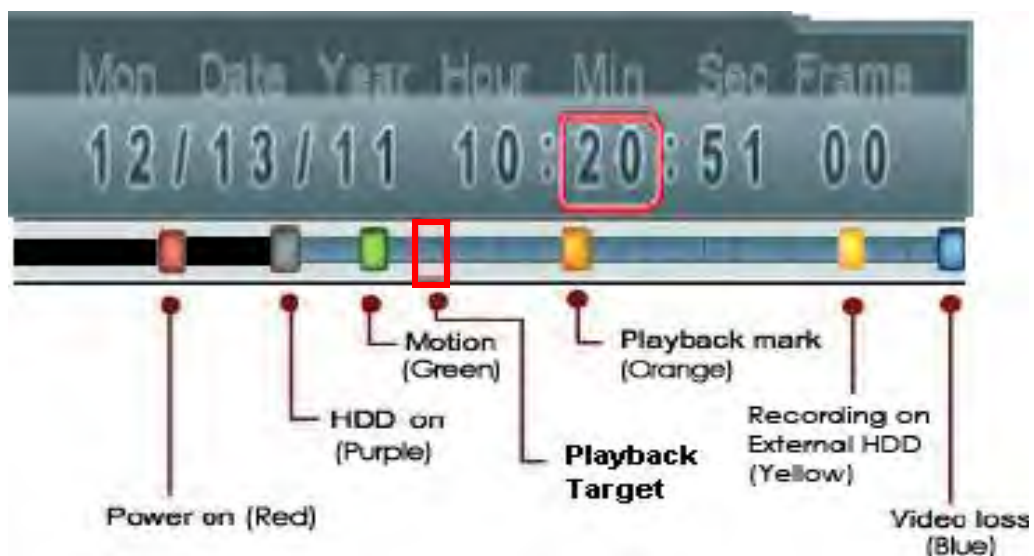 Mon Date Year Hour Min Sec Frame
12/13/11 10:20:51 00
Motion
(Green)
Playback mark
(Orange)
HDD on
(Purple)
Playback
Target
Recording on
External HDD
(Yellow)
Power on (Red)
Video loss
(Blue)